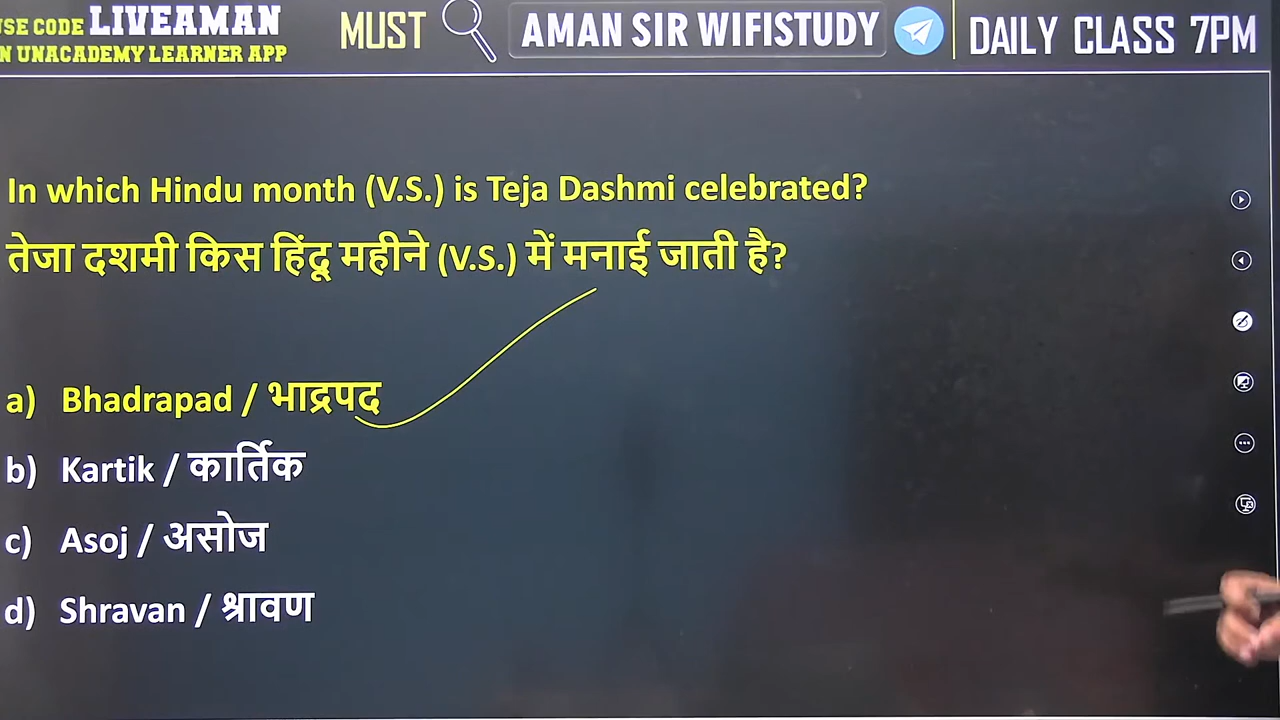 SE CODE LIVEAMAN
N UNACADEMY LEARNER APP
MUST
AMAN SIR WIFISTUDY
DAILY CLASS 7PM
In which Hindu month (V.S.) is Teja Dashmi celebrated?
तेजा दशमी किस हिंदू महीने (V.S.) में मनाई जाती है?
a) Bhadrapad / भाद्रपद
b) Kartik / कार्तिक
c) Asoj / असोज
d) Shravan / श्रावण